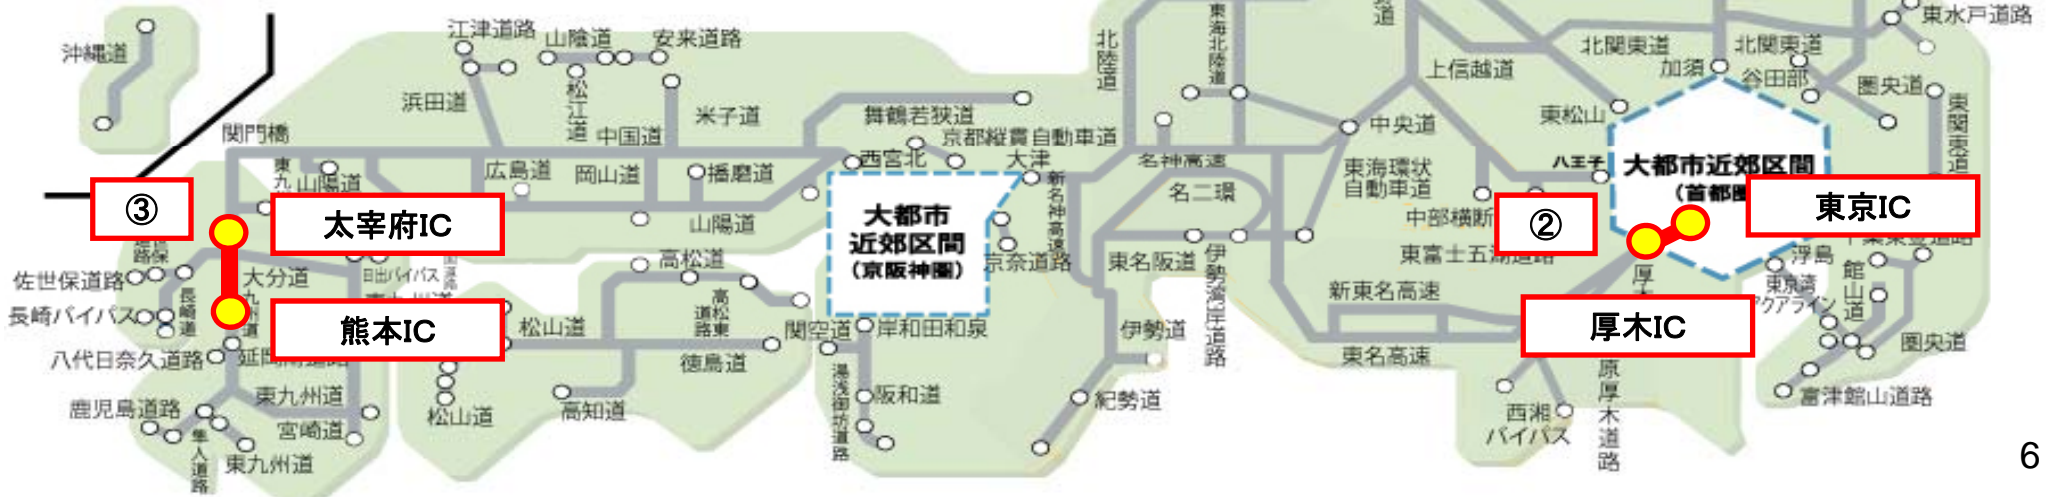 沖縄道
江津道路
山陰道
安来道路
浜田道
松江道
中国道
米子道
舞鶴若狭道
京都縦貫自動車道
関門橋
山陽道
広島道
岡山道
播磨道
西宮北
大津
北陸道
東海北陸道
道
名神高速
新名神高速
名二環
中央道
東海環状
自動車道
上信越道
北関東道
北関東道
東水戸道路
加須
谷田部
圏央道
東関東道
東松山
八王子
大都市近郊区間
(首都圏
③
太宰府IC
山陽道
大都市
近郊区間
(京阪神圏)
京奈道路
東名阪道
伊勢湾岸道路
中部横断
②
東富士五湖道路
東京IC
浮島
館山道
東京湾
アクアライン
佐世保道路
大分道
日出バイパス
高松道
高松東道路
長崎バイパス
長崎道
熊本IC
松山道
関空道
岸和田和泉
伊勢道
新東名高速
東名高速
厚木IC
圏央道
八代日奈久道路
徳島道
東九州道
鹿児島道路
宮崎道
松山道
高知道
湯浅御坊道路
阪和道
紀勢道
西湘
バイパス
原厚木道路
富津館山道路
隼人道路
東九州道
6